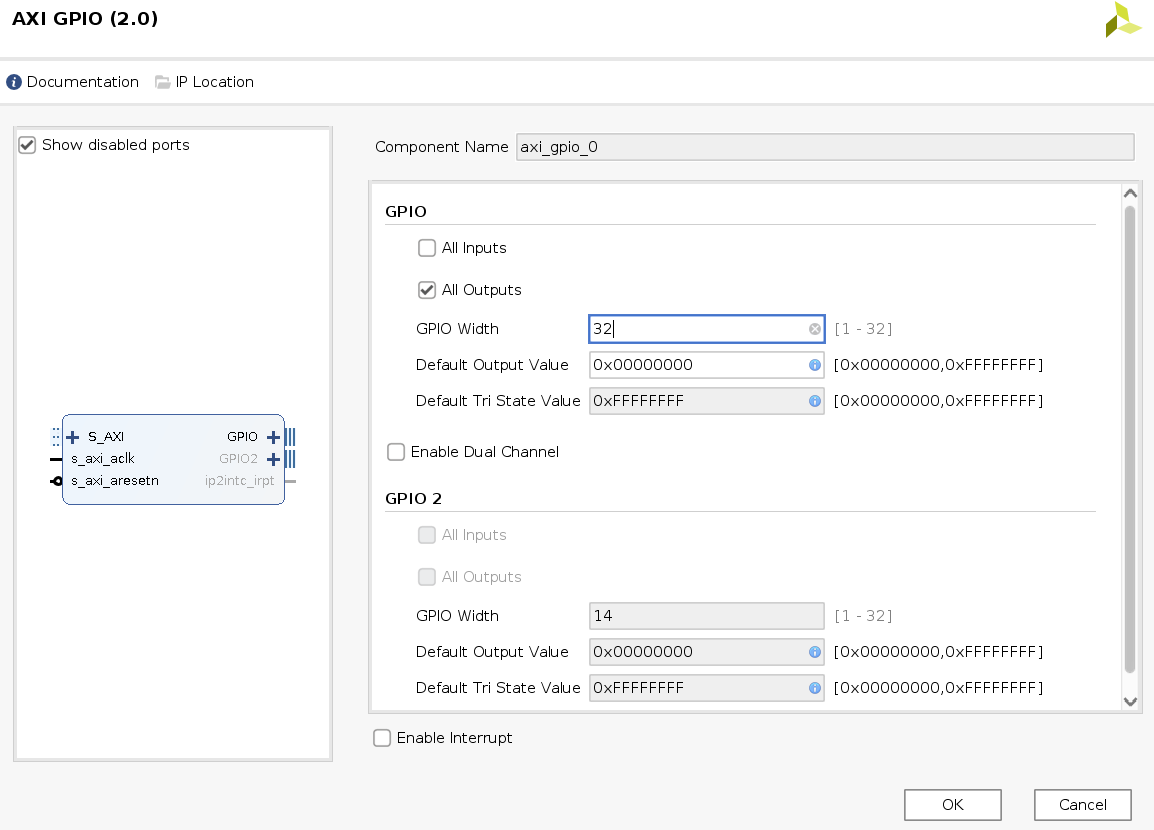 AXI GPIO (2.0)
Documentation IP Location
Show disabled ports
S_AXI GPIO
s_axi_aclk GPIO2
s_axi_aresetn ip2intc_irpt
Component Name axi_gpio_0
GPIO
All Inputs
All Outputs
GPIO Width 32 [1 - 32]
Default Output Value 0x00000000 [0x00000000,0xFFFFFFFF]
Default Tri State Value 0xFFFFFFFF [0x00000000,0xFFFFFFFF]
Enable Dual Channel
GPIO 2
All Inputs
All Outputs
GPIO Width 14 [1 - 32]
Default Output Value 0x00000000 [0x00000000,0xFFFFFFFF]
Default Tri State Value 0xFFFFFFFF [0x00000000,0xFFFFFFFF]
Enable Interrupt
OK Cancel